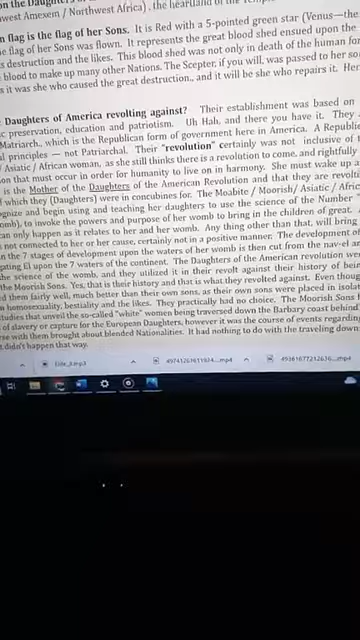 on the Daughters
west Amexem / Northwest Africa), the heartland of the Temp
n flag is the flag of her Sons. It is Red with a 5-pointed green star (Venus—the
e flag of her Sons was flown. It represents the great blood shed ensued upon the
s destruction and the likes. This blood shed was not only in death of the human for
blood to make up many other Nations. The Scepter, if you will, was passed to her so
s it was she who caused the great destruction., and it will be she who repairs it. Her
Daughters of America revolting against? Their establishment was based on
c preservation, education and patriotism. Uh Hah, and there you have it. They
Matriarch., which is the Republican form of government here in America. A Republi
l principles — not Patriarchal. Their "revolution" certainly was not inclusive of t
Asiatic / African woman, as she still thinks there is a revolution to come, and rightfully
on that must occur in order for humanity to live on in harmony. She must wake up a
is the Mother of the Daughters of the American Revolution and that they are revolti
f which they (Daughters) were in concubines for. The Moabite / Moorish/ Asiatic / Afric
gnize and begin using and teaching her daughters to use the science of the Number "
omb), to invoke the powers and purpose of her womb to bring in the children of great.
an only happen as it relates to her and her womb. Any thing other than that, will bring
not connected to her or her cause, certainly not in a positive manner. The development of
n the 7 stages of development upon the waters of her womb is then cut from the nav-el an
gating El upon the 7 waters of the continent. The Daughters of the American revolution wer
the science of the womb, and they utilized it in their revolt against their history of bein
the Moorish Sons. Yes, that is their history and that is what they revolted against. Even thoug
d them fairly well, much better than their own sons, as their own sons were placed in isolat
n homosexuality, bestiality and the likes. They practically had no choice. The Moorish Sons
tudies that unveil the so-called "white" women being traversed down the Barbary coast behind
of slavery or capture for the European Daughters, however it was the course of events regarding
se with them brought about blended Nationalities. It had nothing to do with the traveling down
t didn't happen that way.